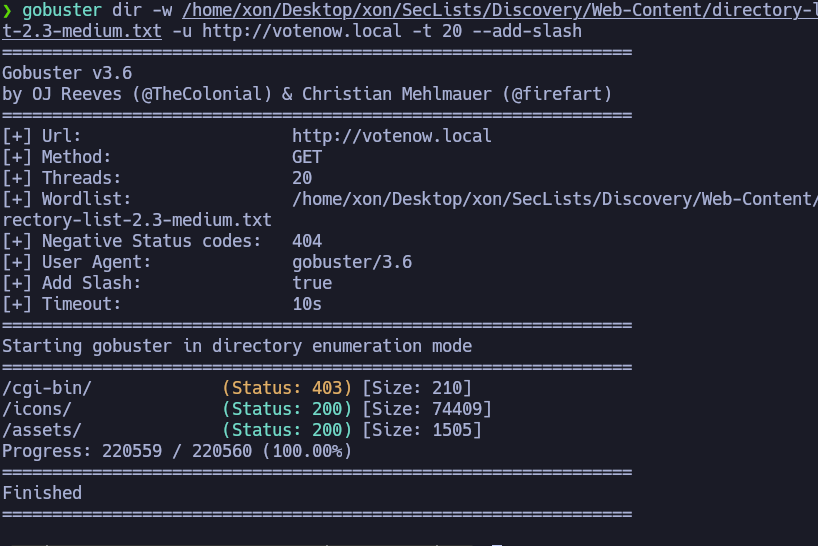 ❯ gobuster dir -w /home/xon/Desktop/xon/SecLists/Discovery/Web-Content/directory-l
t-2.3-medium.txt -u http://votenow.local -t 20 --add-slash
===============================================================
Gobuster v3.6
by OJ Reeves (@TheColonial) & Christian Mehlmauer (@firefart)
===============================================================
[+] Url:                     http://votenow.local
[+] Method:                  GET
[+] Threads:                 20
[+] Wordlist:                /home/xon/Desktop/xon/SecLists/Discovery/Web-Content/
rectory-list-2.3-medium.txt
[+] Negative Status codes:   404
[+] User Agent:              gobuster/3.6
[+] Add Slash:               true
[+] Timeout:                 10s
===============================================================
Starting gobuster in directory enumeration mode
===============================================================
/cgi-bin/             (Status: 403) [Size: 210]
/icons/               (Status: 200) [Size: 74409]
/assets/              (Status: 200) [Size: 1505]
Progress: 220559 / 220560 (100.00%)
===============================================================
Finished
===============================================================